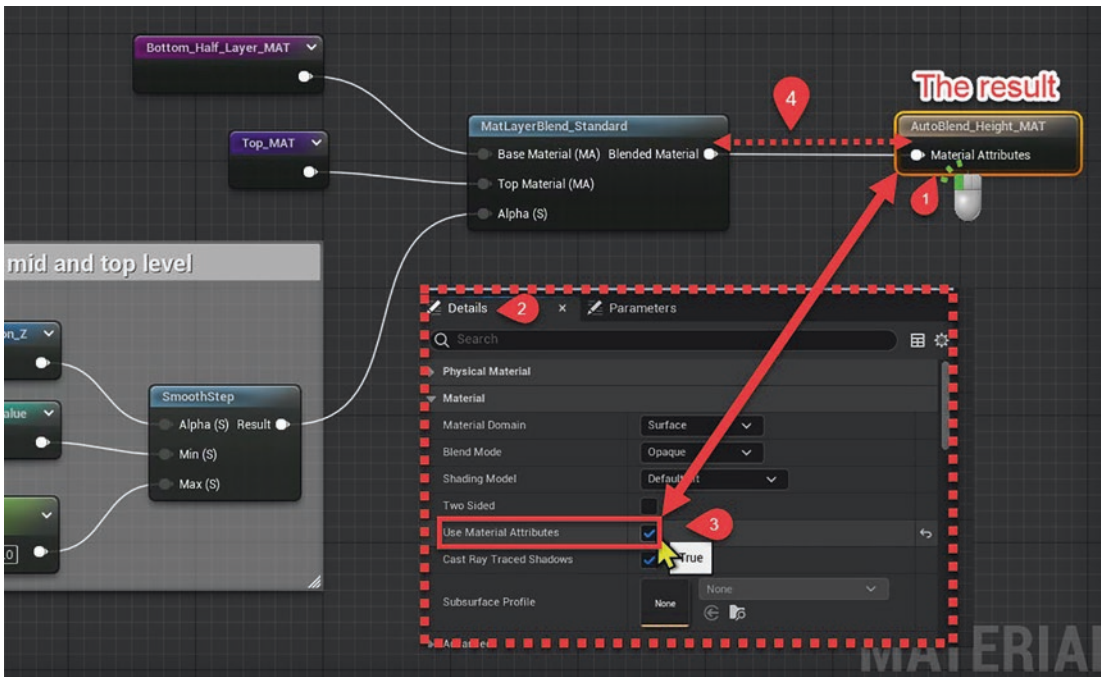 Bottom_Half_Layer_MAT
Top_MAT
MatLayerBlend_Standard
Base Material (MA) Blended Material
Top Material (MA)
Alpha (S)
4
The result
AutoBlend_Height_MAT
Material Attributes
1
mid and top level
on_Z
alue
SmoothStep
Alpha (S) Result
Min (S)
Max (S)
Details 2 × Parameters
Search
Physical Material
Material
Material Domain Surface
Blend Mode Opaque
Shading Model
Two Sided
Use Material Attributes 3
Cast Ray Traced Shadows True
Subsurface Profile None None
MATERIA